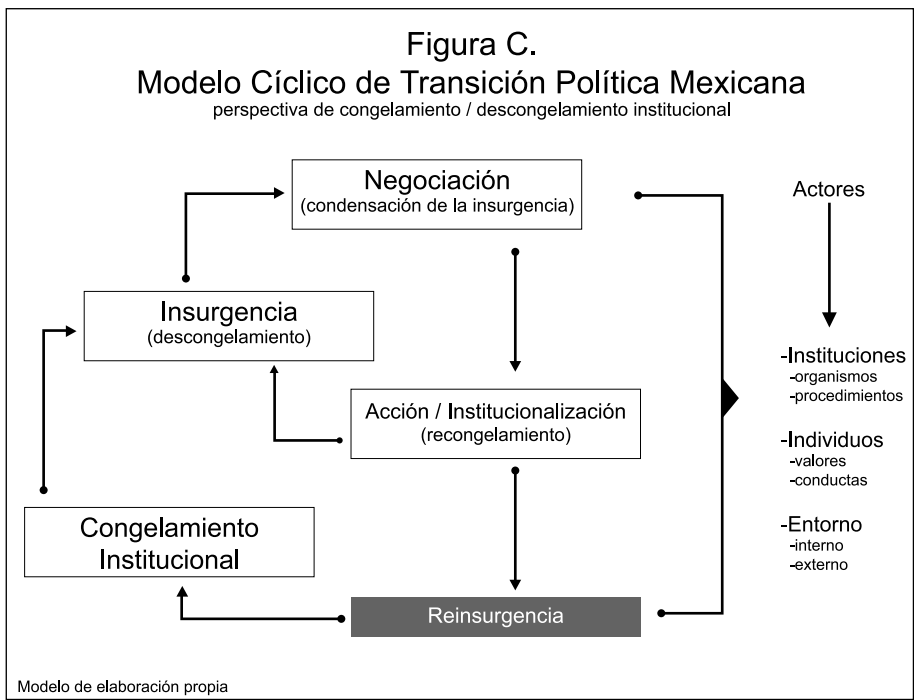 Figura C.
Modelo Cíclico de Transición Política Mexicana
perspectiva de congelamiento / descongelamiento institucional
Negociación
(condensación de la insurgencia)
Insurgencia
(descongelamiento)
Acción / Institucionalización
(recongelamiento)
Congelamiento
Institucional
Reinsurgencia
Actores
-Instituciones
-organismos
-procedimientos
-Individuos
-valores
-conductas
-Entorno
-interno
-externo
Modelo de elaboración propia